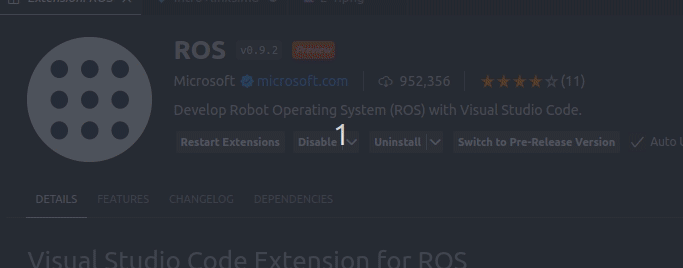 ROS v0.9.2 Preview
Microsoft microsoft.com 952,356 (11)
Develop Robot Operating System (ROS) with Visual Studio Code.
1
Restart Extensions Disable Uninstall Switch to Pre-Release Version Auto
DETAILS FEATURES CHANGELOG DEPENDENCIES
Visual Studio Code Extension for ROS